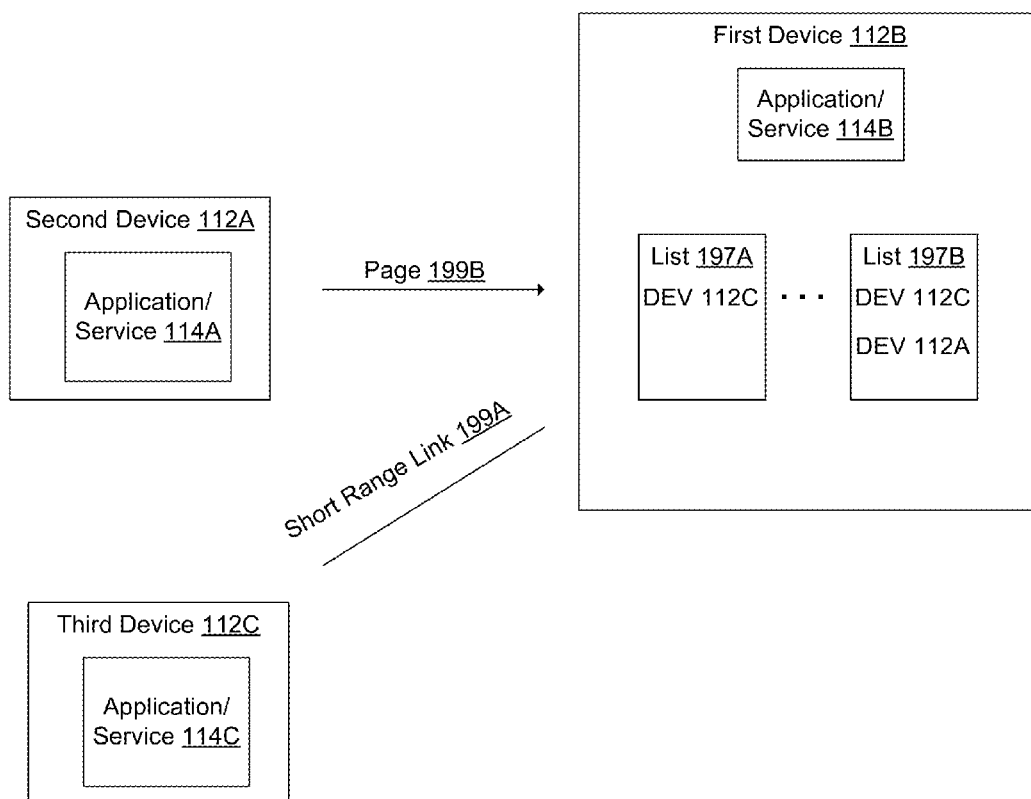 First Device 112B
Application/
Service 114B
Second Device 112A
Application/
Service 114A
Page 199B
List 197A
DEV 112C
. . .
List 197B
DEV 112C
DEV 112A
Short Range Link 199A
Third Device 112C
Application/
Service 114C